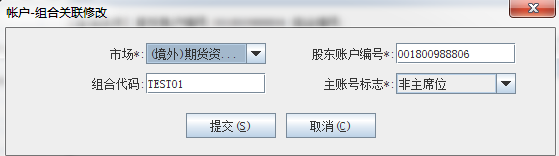 帐户-组合关联修改
市场*: (境外)期货资... 股东账户编号*: 001800988806
组合代码: TEST01 主账号标志*: 非主席位
提交(S) 取消(C)